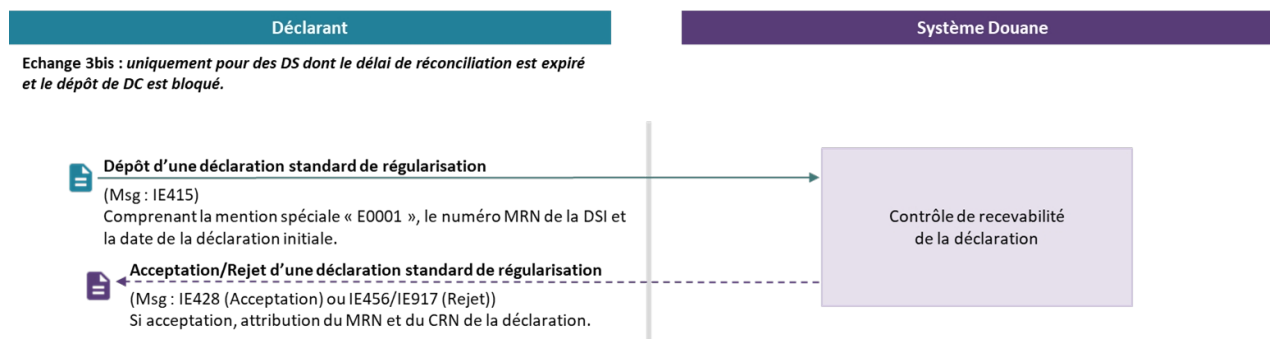 Déclarant
Système Douane
Echange 3bis : uniquement pour des DS dont le délai de réconciliation est expiré
et le dépôt de DC est bloqué.
Dépôt d'une déclaration standard de régularisation
(Msg : IE415)
Comprenant la mention spéciale « E0001 », le numéro MRN de la DSI et
la date de la déclaration initiale.
Contrôle de recevabilité
de la déclaration
Acceptation/Rejet d'une déclaration standard de régularisation
(Msg : IE428 (Acceptation) ou IE456/IE917 (Rejet))
Si acceptation, attribution du MRN et du CRN de la déclaration.